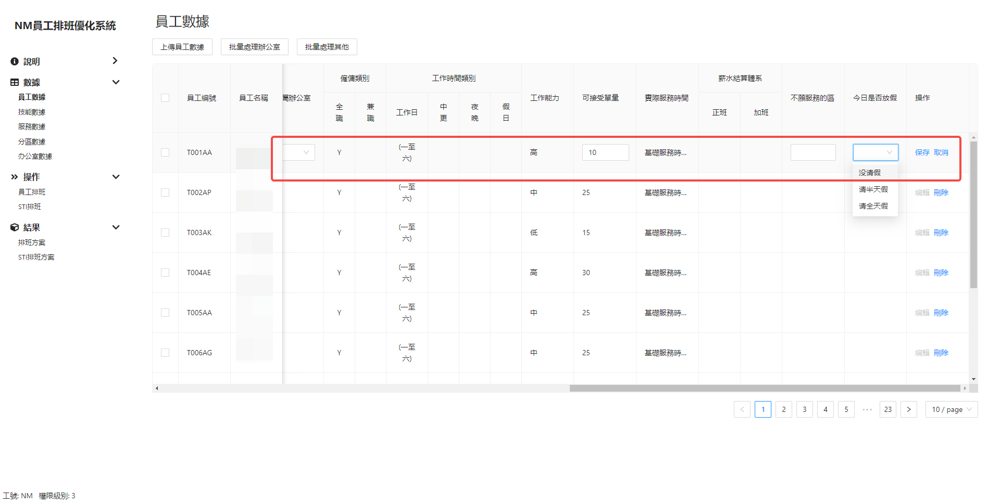 NM員工排班優化系統
說明
數據
員工數據
技能數據
服務數據
分區數據
办公室數據
操作
員工排班
STI排班
結果
排班方案
STI排班方案
工號: NM 權限級別: 3
員工數據
上傳員工數據 批量處理辦公室 批量處理其他
員工编號 員工名稱 屬辦公室 僱傭類別 工作時間類別 工作能力 可接受單量 實際服務時間 薪水結算體系 不願服務的區 今日是否放假 操作
全職 兼職 工作日 中更 夜晚 假日 正班 加班
T001AA Y (一至六) 高 10 基礎服務時... 保存 取消
没请假
请半天假
请全天假
T002AP Y (一至六) 中 25 基礎服務時... 编輯 刪除
T003AK Y (一至六) 低 15 基礎服務時... 编輯 刪除
T004AE Y (一至六) 高 30 基礎服務時... 编輯 刪除
T005AA Y (一至六) 中 25 基礎服務時... 编輯 刪除
T006AG Y (一至六) 中 25 基礎服務時... 编輯 刪除
< 1 2 3 4 5 ••• 23 > 10 / page